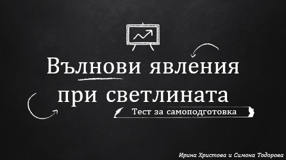 Вълнови явления
при светлината
Тест за самоподготовка
Ирина Христова и Симона Тодорова